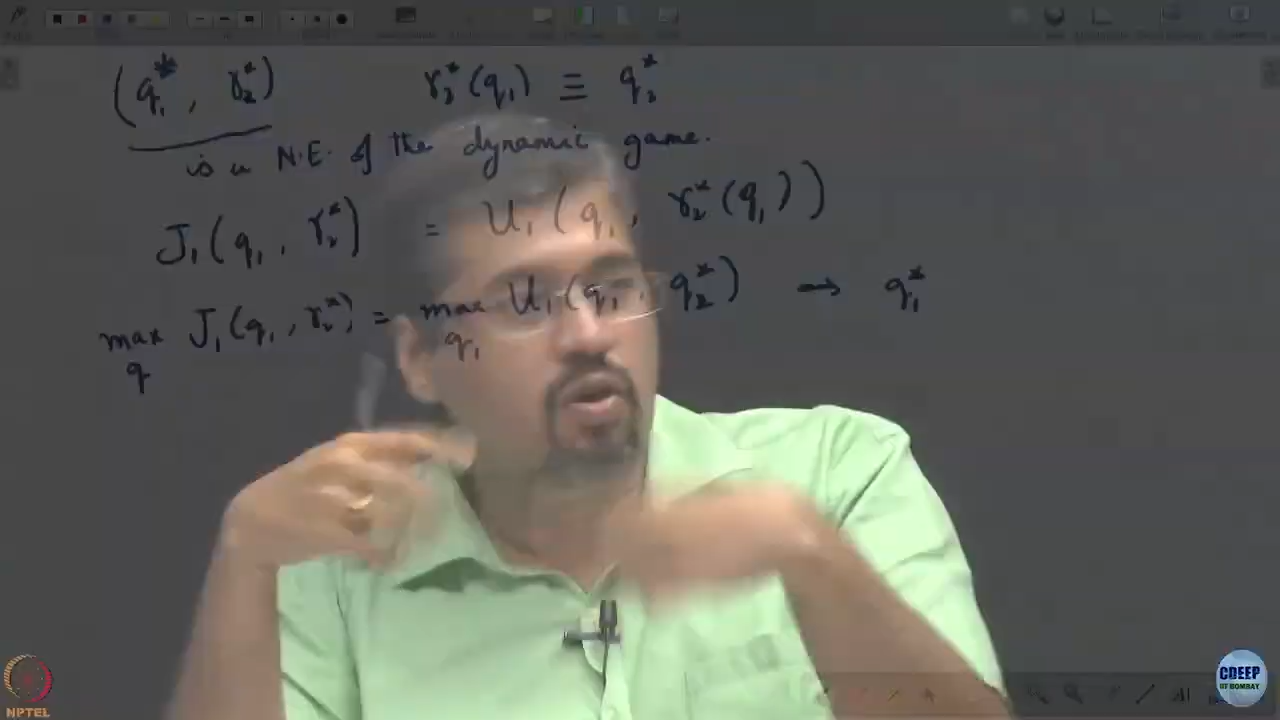 (q₁*, γ₂*) γ₂*(q₁) ≡ q₂*
is a N.E. of the dynamic game.
J₁(q₁, γ₂*) = U₁(q₁, γ₂*(q₁))
max J₁(q₁, γ₂*) = max U₁(q₁, q₂*) → q₁*
q q₁
NPTEL
CDEEP
IIT BOMBAY